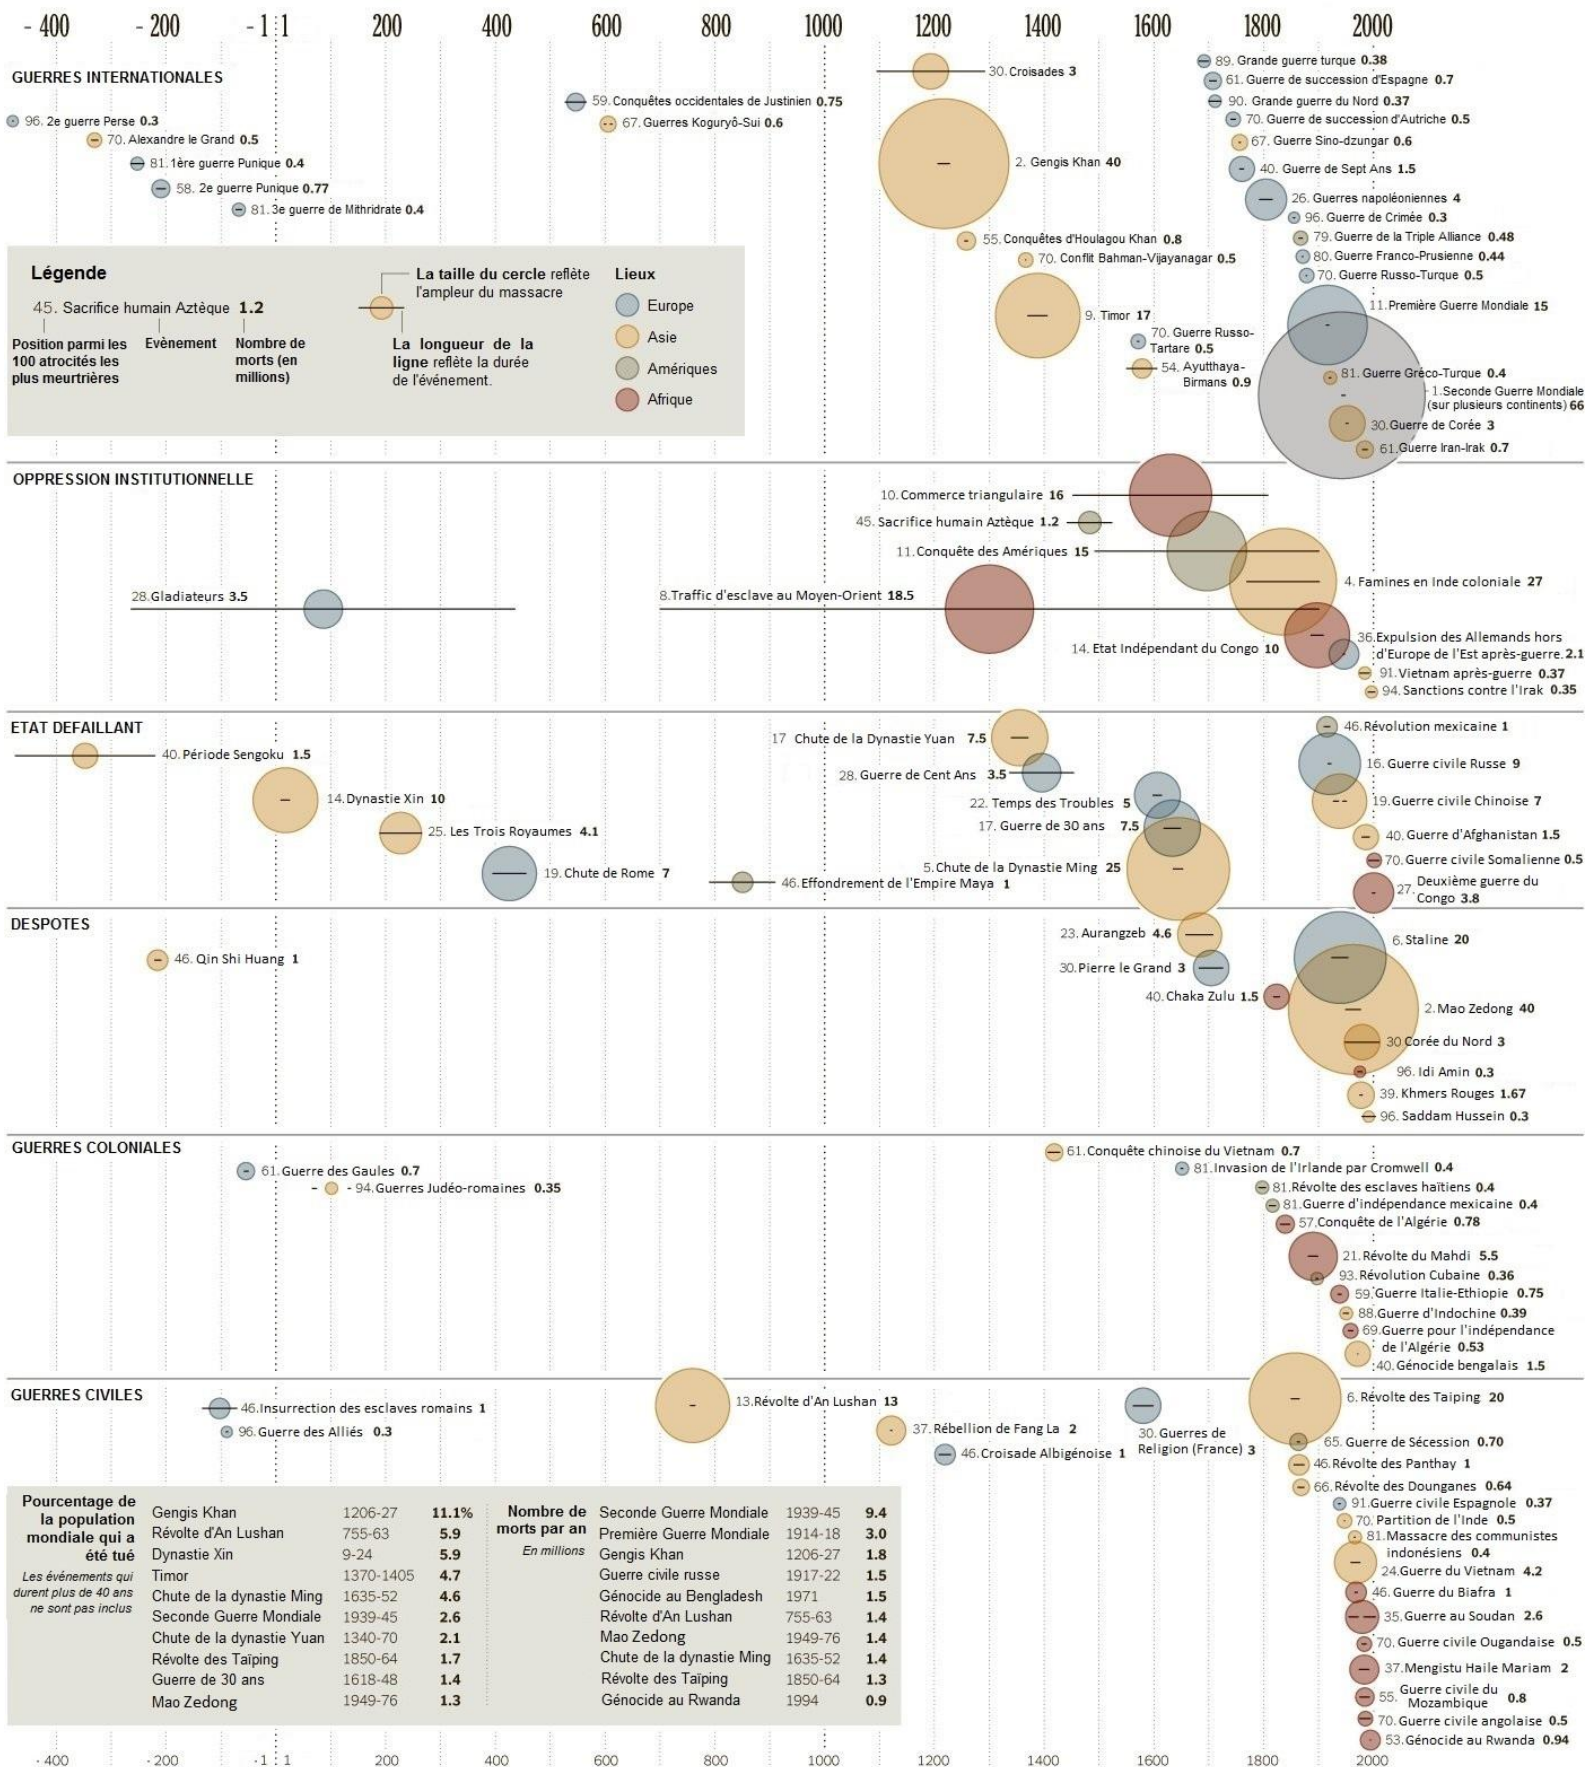 - 400 - 200 - 1 1 200 400 600 800 1000 1200 1400 1600 1800 2000
GUERRES INTERNATIONALES
96. 2e guerre Perse 0.3
70. Alexandre le Grand 0.5
81. 1ère guerre Punique 0.4
58. 2e guerre Punique 0.77
81. 3e guerre de Mithridrate 0.4
59. Conquêtes occidentales de Justinien 0.75
67. Guerres Koguryô-Sui 0.6
30. Croisades 3
2. Gengis Khan 40
55. Conquêtes d'Houlagou Khan 0.8
70. Conflit Bahman-Vijayanagar 0.5
9. Timor 17
70. Guerre Russo-
Tartare 0.5
54. Ayutthaya-
Birmans 0.9
89. Grande guerre turque 0.38
61. Guerre de succession d'Espagne 0.7
90. Grande guerre du Nord 0.37
70. Guerre de succession d'Autriche 0.5
67. Guerre Sino-dzungar 0.6
40. Guerre de Sept Ans 1.5
26. Guerres napoléoniennes 4
96. Guerre de Crimée 0.3
79. Guerre de la Triple Alliance 0.48
80. Guerre Franco-Prusienne 0.44
70. Guerre Russo-Turque 0.5
11. Première Guerre Mondiale 15
81. Guerre Gréco-Turque 0.4
1. Seconde Guerre Mondiale
(sur plusieurs continents) 66
30. Guerre de Corée 3
61. Guerre Iran-Irak 0.7
Légende
45. Sacrifice humain Aztèque 1.2
Position parmi les
100 atrocités les
plus meurtrières
Evènement
Nombre de
morts (en
millions)
La taille du cercle reflète
l'ampleur du massacre
La longueur de la
ligne reflète la durée
de l'événement.
Lieux
Europe
Asie
Amériques
Afrique
OPPRESSION INSTITUTIONNELLE
10. Commerce triangulaire 16
45. Sacrifice humain Aztèque 1.2
11. Conquête des Amériques 15
4. Famines en Inde coloniale 27
28. Gladiateurs 3.5
8. Traffic d'esclave au Moyen-Orient 18.5
14. Etat Indépendant du Congo 10
36. Expulsion des Allemands hors
d'Europe de l'Est après-guerre. 2.1
91. Vietnam après-guerre 0.37
94. Sanctions contre l'Irak 0.35
ETAT DEFAILLANT
40. Période Sengoku 1.5
14. Dynastie Xin 10
25. Les Trois Royaumes 4.1
19. Chute de Rome 7
46. Effondrement de l'Empire Maya 1
17 Chute de la Dynastie Yuan 7.5
28. Guerre de Cent Ans 3.5
22. Temps des Troubles 5
17. Guerre de 30 ans 7.5
5. Chute de la Dynastie Ming 25
46. Révolution mexicaine 1
16. Guerre civile Russe 9
19. Guerre civile Chinoise 7
40. Guerre d'Afghanistan 1.5
70. Guerre civile Somalienne 0.5
27. Deuxième guerre du
Congo 3.8
DESPOTES
46. Qin Shi Huang 1
23. Aurangzeb 4.6
30. Pierre le Grand 3
40. Chaka Zulu 1.5
6. Staline 20
2. Mao Zedong 40
30 Corée du Nord 3
96. Idi Amin 0.3
39. Khmers Rouges 1.67
96. Saddam Hussein 0.3
GUERRES COLONIALES
61. Guerre des Gaules 0.7
94. Guerres Judéo-romaines 0.35
61. Conquête chinoise du Vietnam 0.7
81. Invasion de l'Irlande par Cromwell 0.4
81. Révolte des esclaves haïtiens 0.4
81. Guerre d'indépendance mexicaine 0.4
57. Conquête de l'Algérie 0.78
21. Révolte du Mahdi 5.5
93. Révolution Cubaine 0.36
59. Guerre Italie-Ethiopie 0.75
88. Guerre d'Indochine 0.39
69. Guerre pour l'indépendance
de l'Algérie 0.53
40. Génocide bengalais 1.5
GUERRES CIVILES
46. Insurrection des esclaves romains 1
96. Guerre des Alliés 0.3
13. Révolte d'An Lushan 13
37. Rébellion de Fang La 2
46. Croisade Albigénoise 1
30. Guerres de
Religion (France) 3
6. Révolte des Taiping 20
65. Guerre de Sécession 0.70
46. Révolte des Panthay 1
66. Révolte des Dounganes 0.64
91. Guerre civile Espagnole 0.37
70. Partition de l'Inde 0.5
81. Massacre des communistes
indonésiens 0.4
24. Guerre du Vietnam 4.2
46. Guerre du Biafra 1
35. Guerre au Soudan 2.6
70. Guerre civile Ougandaise 0.5
37. Mengistu Haile Mariam 2
55. Guerre civile du
Mozambique 0.8
70. Guerre civile angolaise 0.5
53. Génocide au Rwanda 0.94
Pourcentage de
la population
mondiale qui a
été tué
Les événements qui
durent plus de 40 ans
ne sont pas inclus
Gengis Khan 1206-27 11.1%
Révolte d'An Lushan 755-63 5.9
Dynastie Xin 9-24 5.9
Timor 1370-1405 4.7
Chute de la dynastie Ming 1635-52 4.6
Seconde Guerre Mondiale 1939-45 2.6
Chute de la dynastie Yuan 1340-70 2.1
Révolte des Taïping 1850-64 1.7
Guerre de 30 ans 1618-48 1.4
Mao Zedong 1949-76 1.3
Nombre de
morts par an
En millions
Seconde Guerre Mondiale 1939-45 9.4
Première Guerre Mondiale 1914-18 3.0
Gengis Khan 1206-27 1.8
Guerre civile russe 1917-22 1.5
Génocide au Bengladesh 1971 1.5
Révolte d'An Lushan 755-63 1.4
Mao Zedong 1949-76 1.4
Chute de la dynastie Ming 1635-52 1.4
Révolte des Taïping 1850-64 1.3
Génocide au Rwanda 1994 0.9
- 400 - 200 - 1 1 200 400 600 800 1000 1200 1400 1600 1800 2000